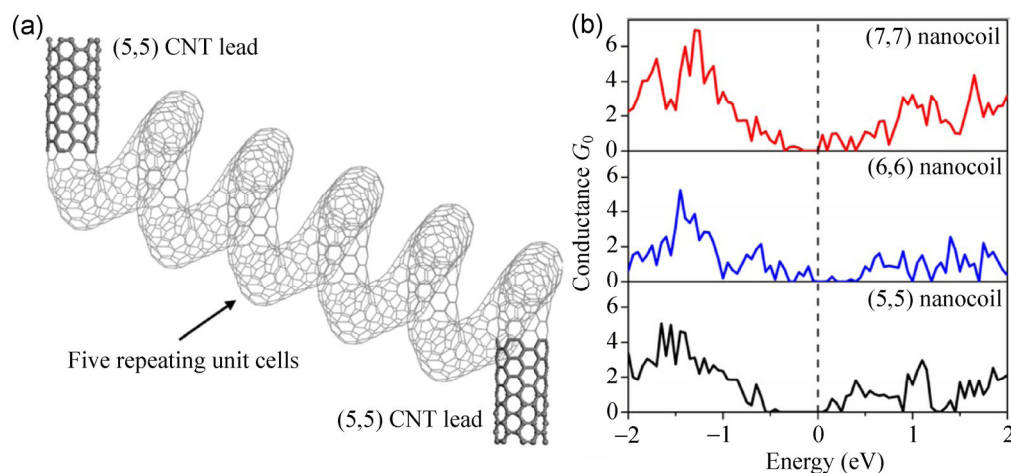 (a)
(5,5) CNT lead
Five repeating unit cells
(5,5) CNT lead
(b)
Conductance G₀
(7,7) nanocoil
6
4
2
0
(6,6) nanocoil
6
4
2
0
(5,5) nanocoil
6
4
2
0
−2 −1 0 1 2
Energy (eV)